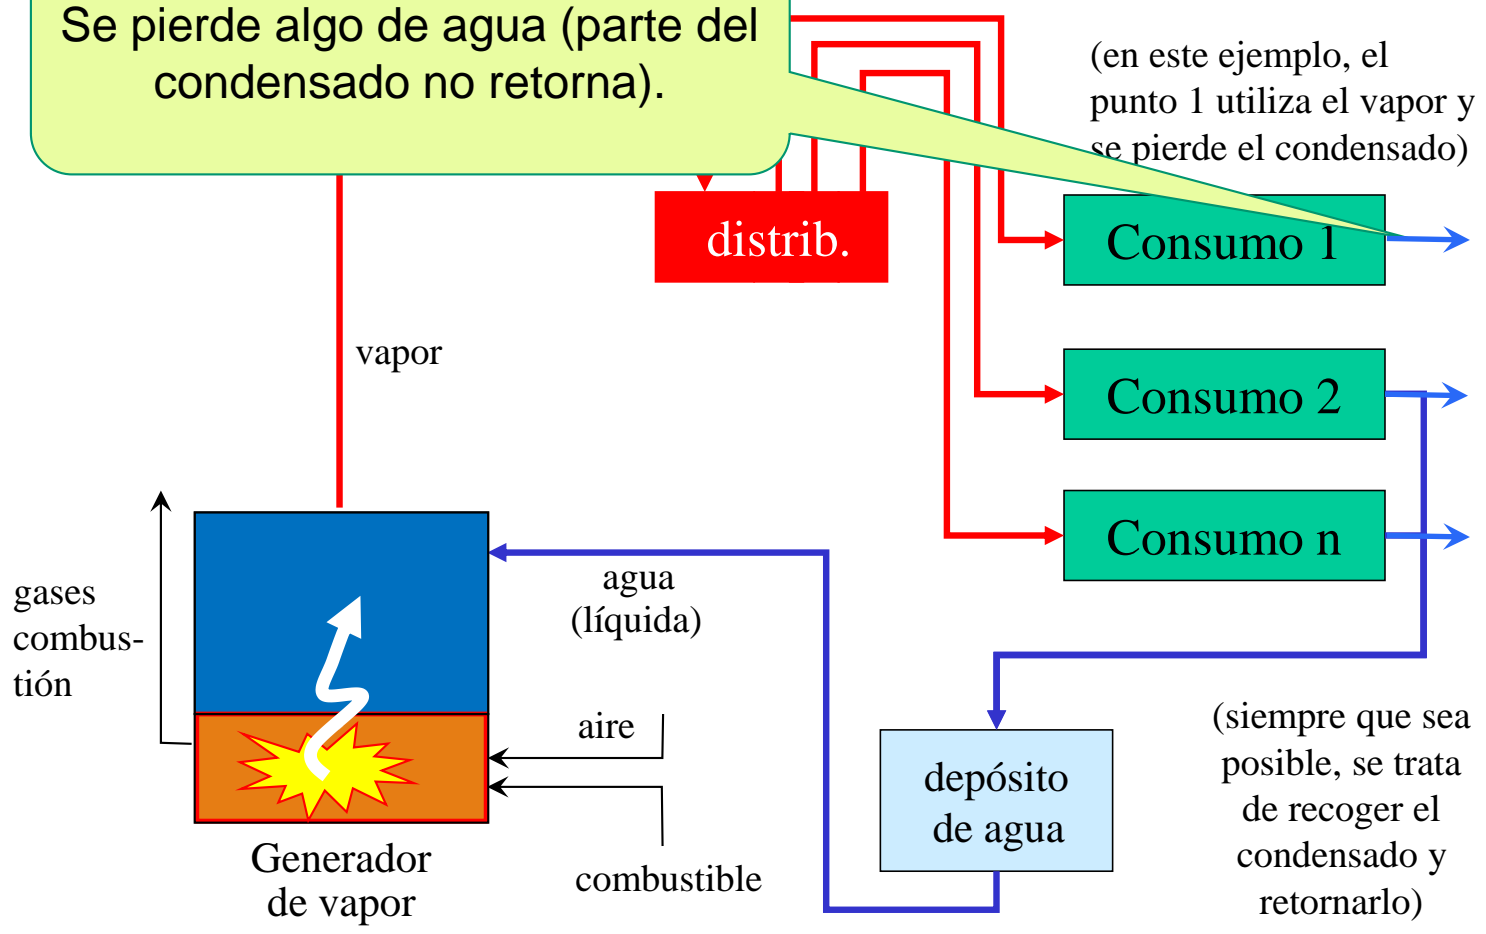 Se pierde algo de agua (parte del
condensado no retorna).
(en este ejemplo, el
punto 1 utiliza el vapor y
se pierde el condensado)
distrib.
Consumo 1
vapor
Consumo 2
Consumo n
agua
(líquida)
gases
combus-
tión
aire
combustible
Generador
de vapor
depósito
de agua
(siempre que sea
posible, se trata
de recoger el
condensado y
retornarlo)